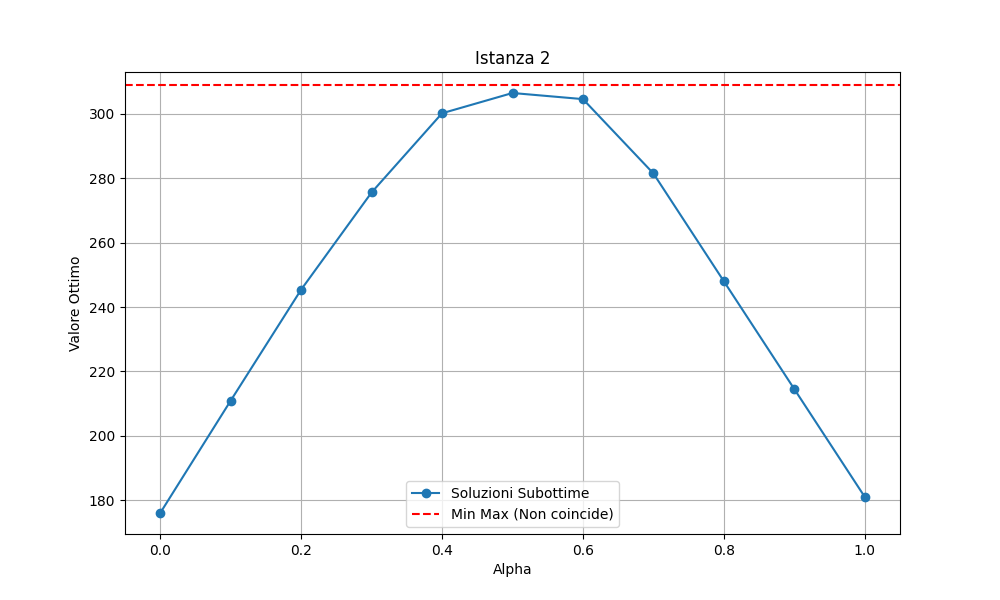 Istanza 2
Valore Ottimo
300
280
260
240
220
200
180
0.0
0.2
0.4
0.6
0.8
1.0
Alpha
Soluzioni Subottime
Min Max (Non coincide)